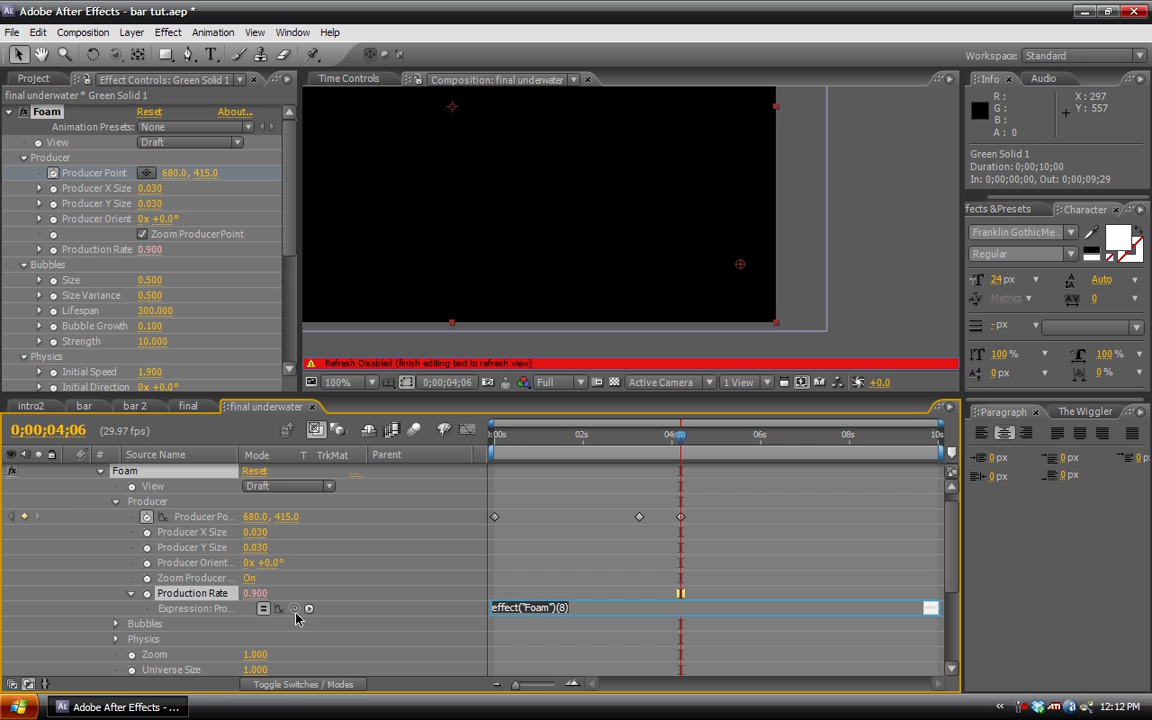 Adobe After Effects - bar tut.aep *
File Edit Composition Layer Effect Animation View Window Help
Workspace: Standard
Project Effect Controls: Green Solid 1
Time Controls Composition: final underwater
Info Audio
final underwater * Green Solid 1
Foam Reset About...
Animation Presets: None
View Draft
Producer
Producer Point 680.0, 415.0
Producer X Size 0.030
Producer Y Size 0.030
Producer Orient 0x +0.0°
Zoom ProducerPoint
Production Rate 0.900
Bubbles
Size 0.500
Size Variance 0.500
Lifespan 300.000
Bubble Growth 0.100
Strength 10.000
Physics
Initial Speed 1.900
Initial Direction 0x +0.0°
R :
G :
B :
A : 0
X : 297
Y : 557
Green Solid 1
Duration: 0;00;10;00
In: 0;00;00;00, Out: 0;00;09;29
ffects & Presets Character
Franklin GothicMe...
Regular
24 px Auto
Metrics 0
- px
100 % 100 %
0 px 0 %
Refresh Disabled (finish editing text to refresh view)
100% 0;00;04;06 Full Active Camera 1 View +0.0
intro2 bar bar 2 final final underwater
0;00;04;06 (29.97 fps)
:00s 02s 04s 06s 08s 10s
# Source Name Mode T TrkMat Parent
Foam Reset ....
View Draft
Producer
Producer Po... 680.0, 415.0
Producer X Size 0.030
Producer Y Size 0.030
Producer Orient... 0x +0.0°
Zoom Producer ... On
Production Rate 0.900
Expression: Pro... effect("Foam")(8)
Bubbles
Physics
Zoom 1.000
Universe Size 1.000
Toggle Switches / Modes
Paragraph The Wiggler
0 px 0 px 0 p
0 px 0 px
start
Adobe After Effects - ...
12:12 PM